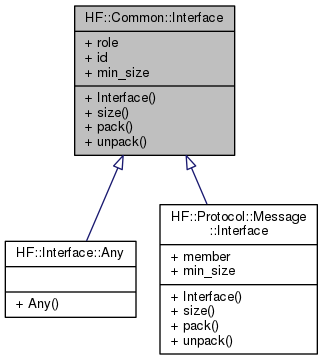 HF::Common::Interface
+ role
+ id
+ min_size
+ Interface()
+ size()
+ pack()
+ unpack()
HF::Interface::Any
+ Any()
HF::Protocol::Message
::Interface
+ member
+ min_size
+ Interface()
+ size()
+ pack()
+ unpack()